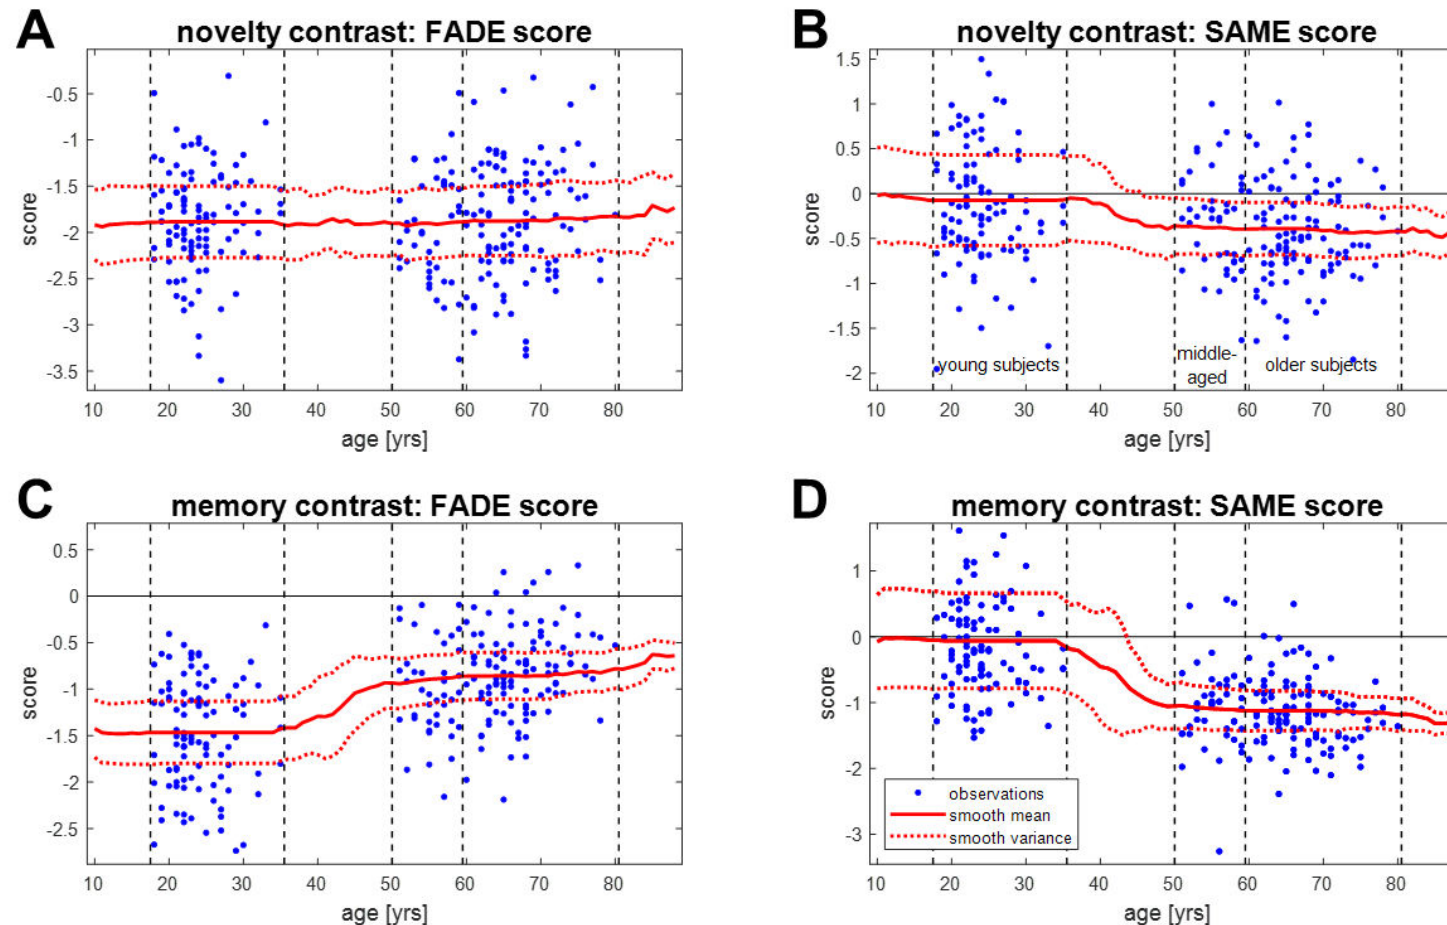 A
novelty contrast: FADE score
-0.5
-1
-1.5
-2
-2.5
-3
-3.5
score
10 20 30 40 50 60 70 80
age [yrs]
B
novelty contrast: SAME score
1.5
1
0.5
0
-0.5
-1
-1.5
-2
score
young subjects
middle-
aged
older subjects
10 20 30 40 50 60 70 80
age [yrs]
C
memory contrast: FADE score
0.5
0
-0.5
-1
-1.5
-2
-2.5
score
10 20 30 40 50 60 70 80
age [yrs]
D
memory contrast: SAME score
1
0
-1
-2
-3
score
observations
smooth mean
smooth variance
10 20 30 40 50 60 70 80
age [yrs]